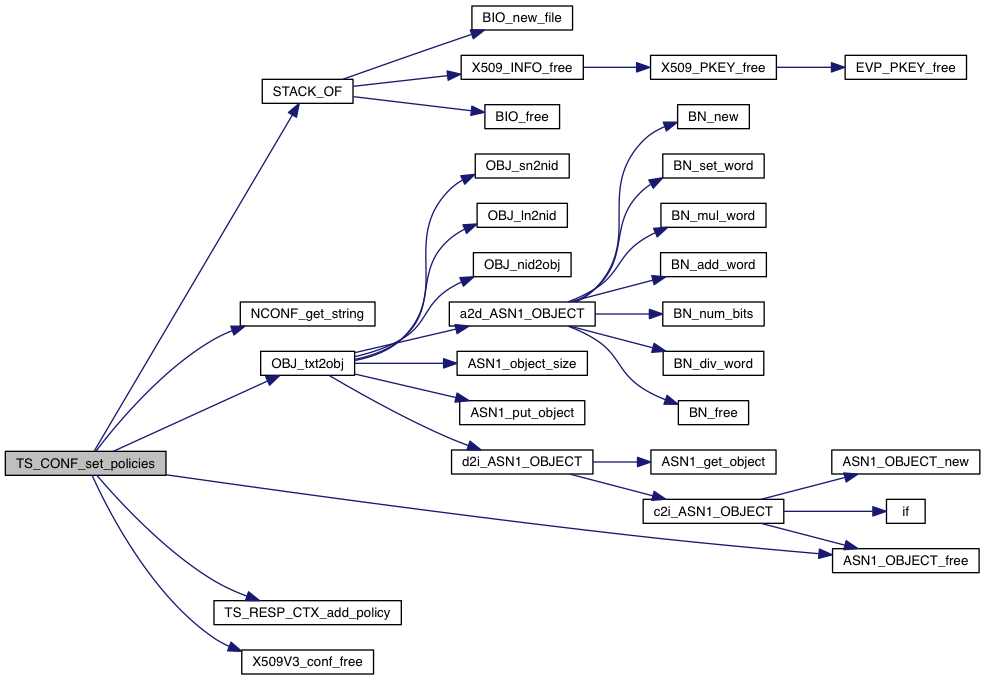 BIO_new_file
X509_INFO_free
X509_PKEY_free
EVP_PKEY_free
STACK_OF
BIO_free
BN_new
OBJ_sn2nid
BN_set_word
OBJ_ln2nid
BN_mul_word
OBJ_nid2obj
BN_add_word
NCONF_get_string
a2d_ASN1_OBJECT
BN_num_bits
OBJ_txt2obj
ASN1_object_size
BN_div_word
ASN1_put_object
BN_free
TS_CONF_set_policies
d2i_ASN1_OBJECT
ASN1_get_object
ASN1_OBJECT_new
c2i_ASN1_OBJECT
if
ASN1_OBJECT_free
TS_RESP_CTX_add_policy
X509V3_conf_free